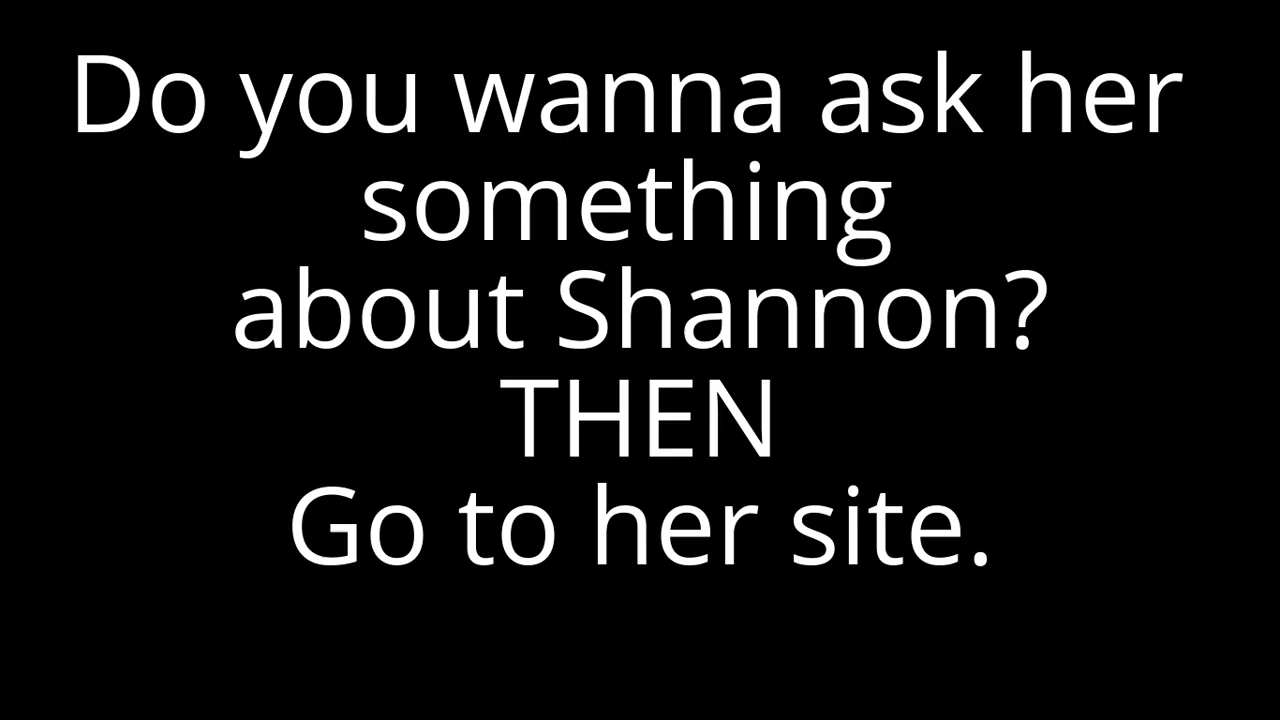 Do you wanna ask her
something
about Shannon?
THEN
Go to her site.